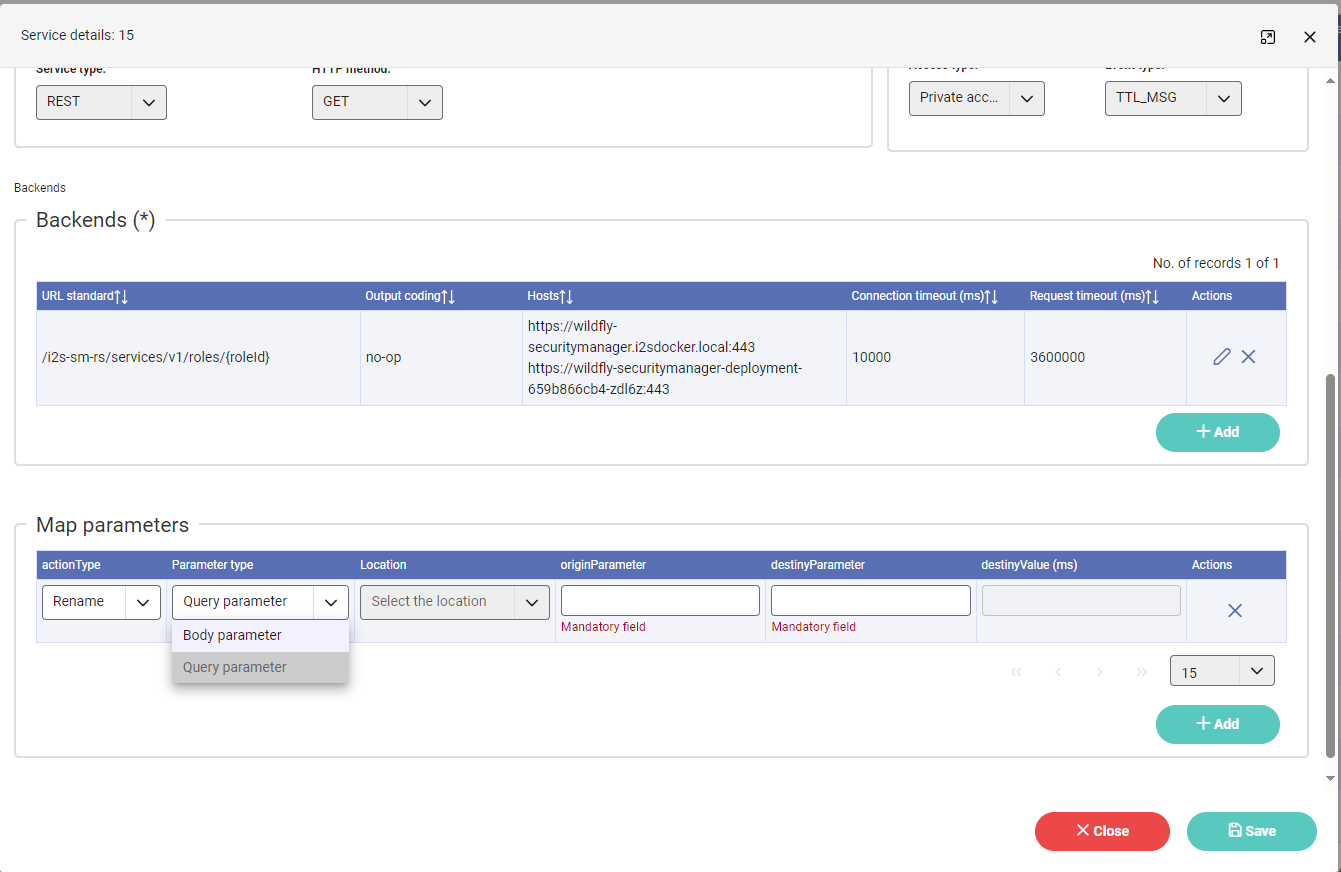 Service details: 15
Service type:
HTTP method:
Access type:
Event type:
REST
GET
Private acc...
TTL_MSG
Backends
Backends (*)
No. of records 1 of 1
URL standard
Output coding
Hosts
Connection timeout (ms)
Request timeout (ms)
Actions
/i2s-sm-rs/services/v1/roles/{roleId}
no-op
https://wildfly-
securitymanager.i2sdocker.local:443
https://wildfly-securitymanager-deployment-
659b866cb4-zdl6z:443
10000
3600000
Add
Map parameters
actionType
Parameter type
Location
originParameter
destinyParameter
destinyValue (ms)
Actions
Rename
Query parameter
Select the location
Mandatory field
Mandatory field
Body parameter
Query parameter
15
Add
Close
Save